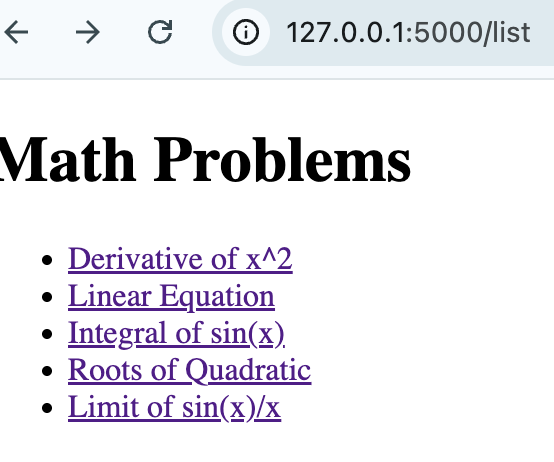 127.0.0.1:5000/list
Math Problems
Derivative of x^2
Linear Equation
Integral of sin(x)
Roots of Quadratic
Limit of sin(x)/x